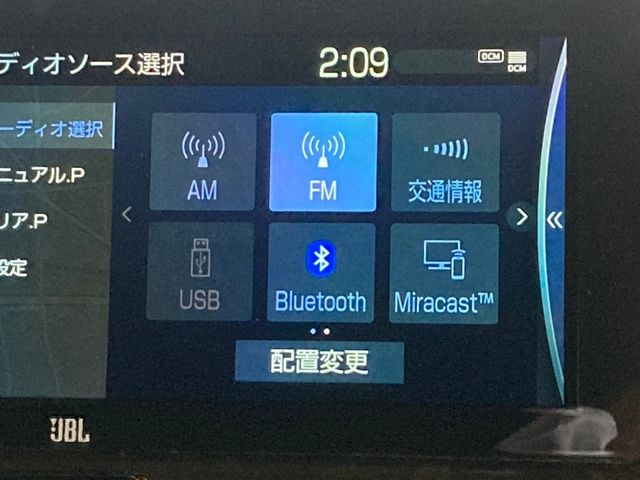 ディオソース選択
2:09
DCM
DCM
ーディオ選択
ニュアル.P
リア.P
設定
AM
FM
交通情報
USB
Bluetooth
Miracast™
配置変更
JBL